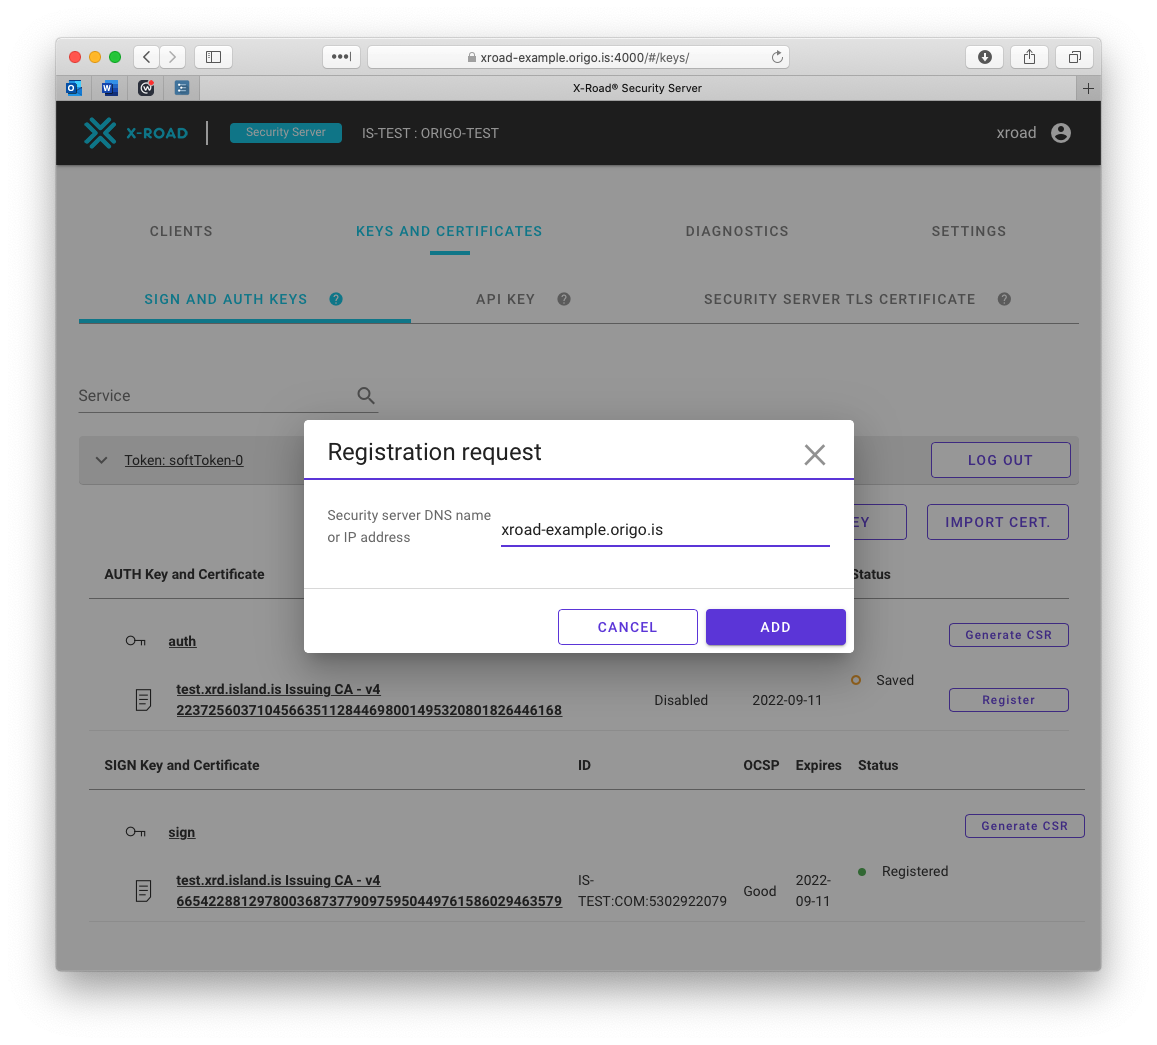 xroad-example.origo.is:4000/#/keys/
X-Road® Security Server
X-ROAD
Security Server
IS-TEST : ORIGO-TEST
xroad
CLIENTS
KEYS AND CERTIFICATES
DIAGNOSTICS
SETTINGS
SIGN AND AUTH KEYS
API KEY
SECURITY SERVER TLS CERTIFICATE
Service
Token: softToken-0
LOG OUT
Registration request
Security server DNS name
or IP address
xroad-example.origo.is
CANCEL
ADD
EY
IMPORT CERT.
AUTH Key and Certificate
Status
auth
Generate CSR
test.xrd.island.is Issuing CA - v4
223725603710456635112844698001495320801826446168
Disabled
2022-09-11
Saved
Register
SIGN Key and Certificate
ID
OCSP
Expires
Status
sign
Generate CSR
test.xrd.island.is Issuing CA - v4
665422881297800368737790975950449761586029463579
IS-
TEST:COM:5302922079
Good
2022-
09-11
Registered